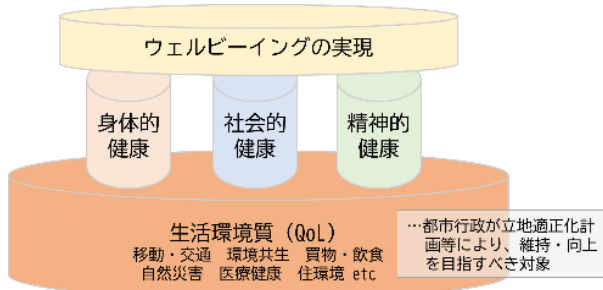 ウェルビーイングの実現
身体的
健康
社会的
健康
精神的
健康
生活環境質（QoL）
移動・交通　環境共生　買物・飲食
自然災害　医療健康　住環境 etc
…都市行政が立地適正化計
画等により、維持・向上
を目指すべき対象